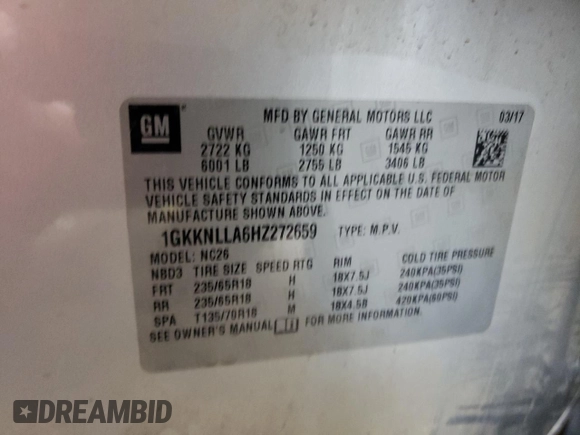 GM
MFD BY GENERAL MOTORS LLC 03/17
GVWR GAWR FRT GAWR RR
2722 KG 1250 KG 1545 KG
6001 LB 2755 LB 3406 LB
THIS VEHICLE CONFORMS TO ALL APPLICABLE U.S. FEDERAL MOTOR
VEHICLE SAFETY STANDARDS IN EFFECT ON THE DATE OF
MANUFACTURE SHOWN ABOVE.
1GKKNLLA6HZ272659 TYPE: M.P.V.
MODEL: NC26
NBD3 TIRE SIZE SPEED RTG RIM COLD TIRE PRESSURE
FRT 235/65R18 H 18X7.5J 240KPA(35PSI)
RR 235/65R18 H 18X7.5J 240KPA(35PSI)
SPA T135/70R18 M 18X4.5B 420KPA(60PSI)
SEE OWNER'S MANUAL FOR MORE INFORMATION.
DREAMBID